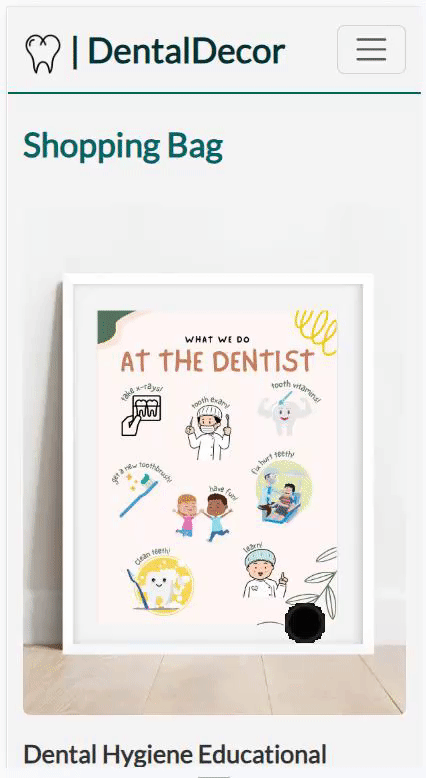 | DentalDecor
Shopping Bag
WHAT WE DO
AT THE DENTIST
take x-rays!
tooth exam!
tooth vitamins!
get a new toothbrush!
have fun!
fix hurt teeth!
clean teeth!
learn!
Dental Hygiene Educational